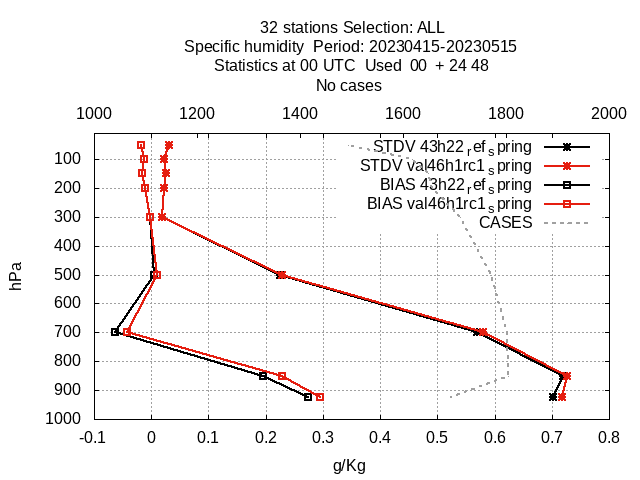 32 stations Selection: ALL
Specific humidity  Period: 20230415-20230515
Statistics at 00 UTC  Used  00  + 24 48
No cases
1000 1200 1400 1600 1800 2000
STDV 43h22_ref_spring
STDV val46h1rc1_spring
BIAS 43h22_ref_spring
BIAS val46h1rc1_spring
CASES
hPa
100
200
300
400
500
600
700
800
900
1000
-0.1 0 0.1 0.2 0.3 0.4 0.5 0.6 0.7 0.8
g/Kg